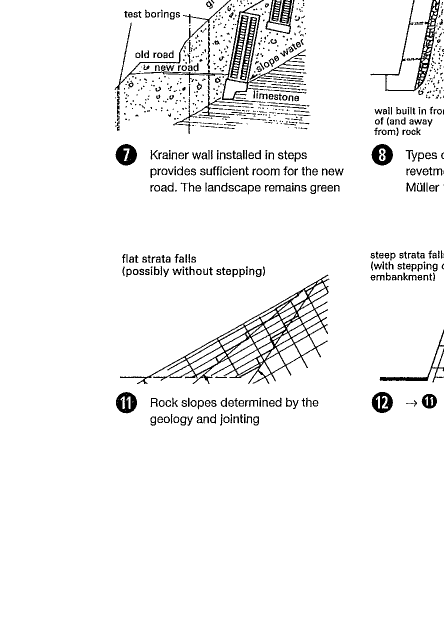 test borings
old road
new road
slope water
limestone
7 Krainer wall installed in steps
provides sufficient room for the new
road. The landscape remains green
wall built in
of (and away
from) rock
8 Types
Müller
flat strata falls
(possibly without stepping)
steep strata
(with stepping
embankment)
11 Rock slopes determined by the
geology and jointing
12 → 11